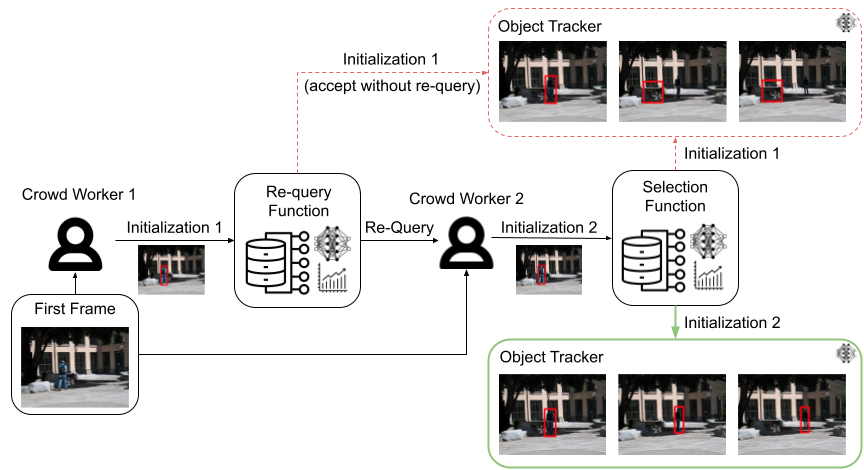 Object Tracker
Initialization 1
(accept without re-query)
Initialization 1
Crowd Worker 1
Re-query
Function
Crowd Worker 2
Selection
Function
Initialization 1
Re-Query
Initialization 2
First Frame
Initialization 2
Object Tracker